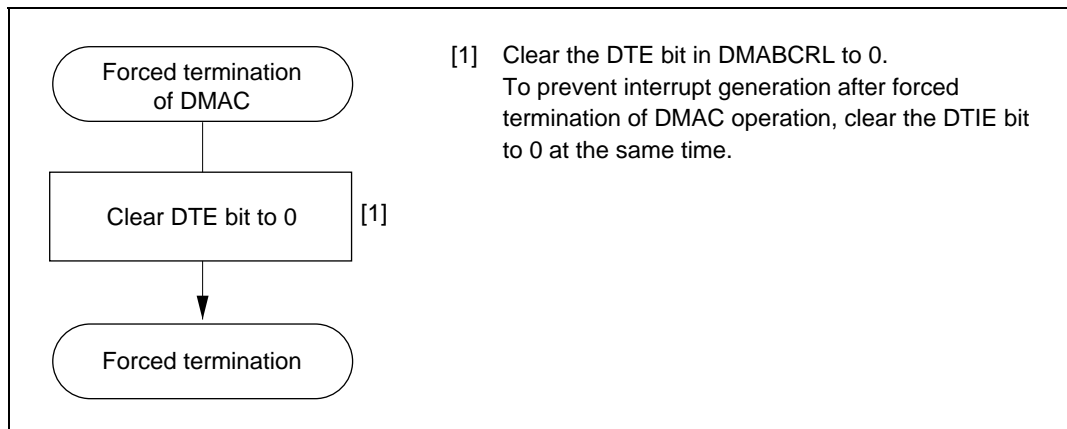 Forced termination
of DMAC
Clear DTE bit to 0
[1]
Forced termination
[1] Clear the DTE bit in DMABCRL to 0.
To prevent interrupt generation after forced
termination of DMAC operation, clear the DTIE bit
to 0 at the same time.